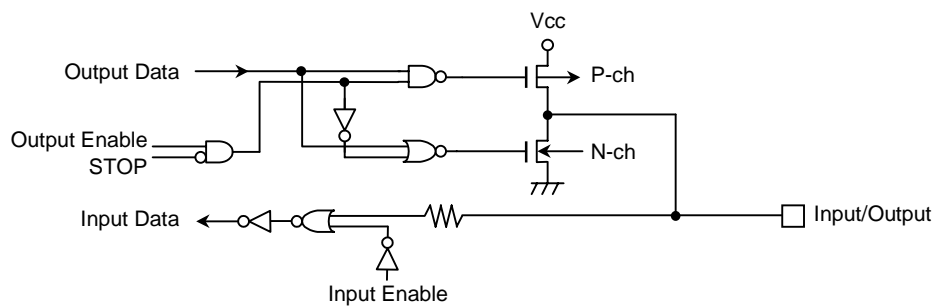 Vcc
Output Data
P-ch
Output Enable
STOP
N-ch
Input Data
Input/Output
Input Enable